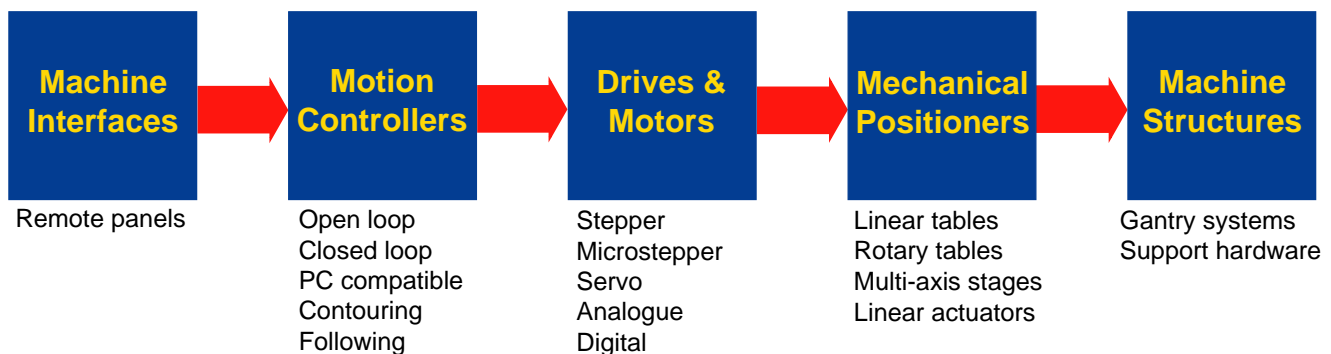 Machine
Interfaces
Motion
Controllers
Drives &
Motors
Mechanical
Positioners
Machine
Structures
Remote panels
Open loop
Closed loop
PC compatible
Contouring
Following
Stepper
Microstepper
Servo
Analogue
Digital
Linear tables
Rotary tables
Multi-axis stages
Linear actuators
Gantry systems
Support hardware